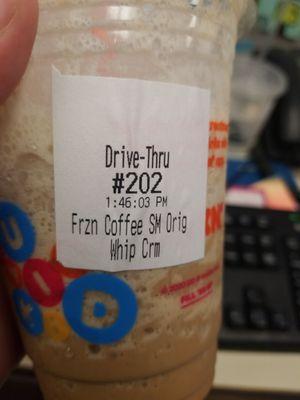 Drive-Thru
#202
1:46:03 PM
Frzn Coffee SM Orig
Whip Crm